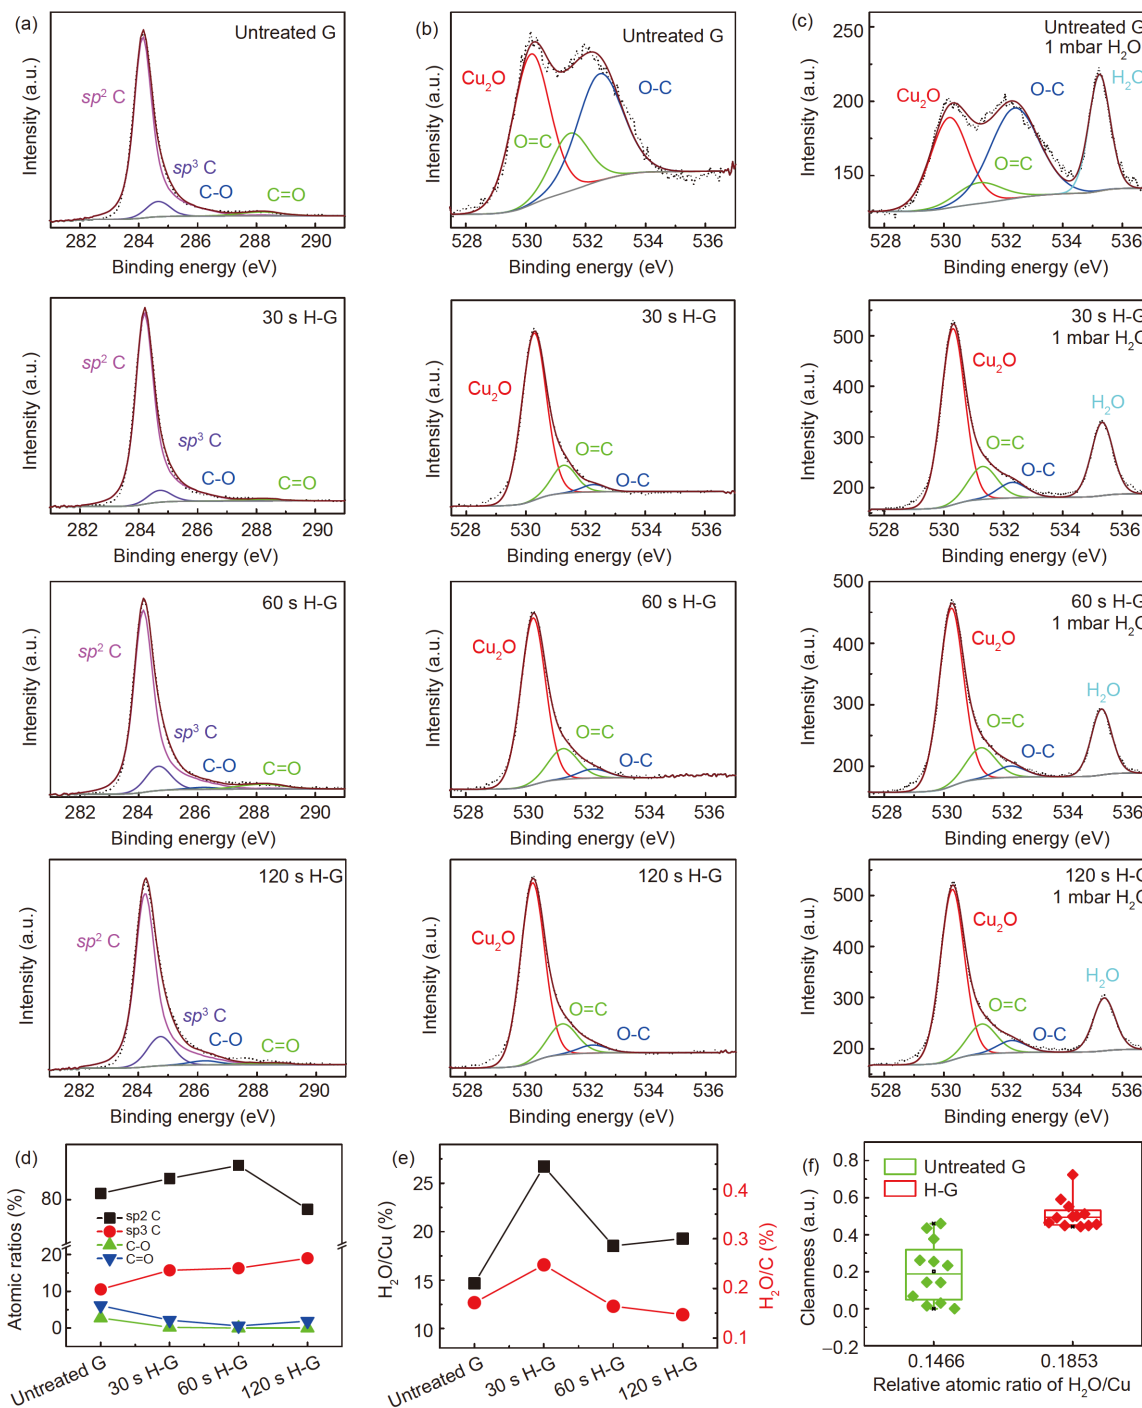 (a)
Untreated G
sp² C
sp³ C
C-O
C=O
Intensity (a.u.)
282 284 286 288 290
Binding energy (eV)
30 s H-G
sp² C
sp³ C
C-O
C=O
Intensity (a.u.)
282 284 286 288 290
Binding energy (eV)
60 s H-G
sp² C
sp³ C
C-O
C=O
Intensity (a.u.)
282 284 286 288 290
Binding energy (eV)
120 s H-G
sp² C
sp³ C
C-O
C=O
Intensity (a.u.)
282 284 286 288 290
Binding energy (eV)
(b)
Untreated G
Cu₂O
O=C
O-C
Intensity (a.u.)
528 530 532 534 536
Binding energy (eV)
30 s H-G
Cu₂O
O=C
O-C
Intensity (a.u.)
528 530 532 534 536
Binding energy (eV)
60 s H-G
Cu₂O
O=C
O-C
Intensity (a.u.)
528 530 532 534 536
Binding energy (eV)
120 s H-G
Cu₂O
O=C
O-C
Intensity (a.u.)
528 530 532 534 536
Binding energy (eV)
(c)
Untreated G
1 mbar H₂O
H₂O
Cu₂O
O-C
O=C
250
200
150
Intensity (a.u.)
528 530 532 534 536
Binding energy (eV)
30 s H-G
1 mbar H₂O
Cu₂O
H₂O
O=C
O-C
500
400
300
200
Intensity (a.u.)
528 530 532 534 536
Binding energy (eV)
60 s H-G
1 mbar H₂O
Cu₂O
H₂O
O=C
O-C
500
400
300
200
Intensity (a.u.)
528 530 532 534 536
Binding energy (eV)
120 s H-G
1 mbar H₂O
Cu₂O
H₂O
O=C
O-C
500
400
300
200
Intensity (a.u.)
528 530 532 534 536
Binding energy (eV)
(d)
80
20
10
0
Atomic ratios (%)
sp2 C
sp3 C
C-O
C=O
Untreated G 30 s H-G 60 s H-G 120 s H-G
(e)
25
20
15
10
H₂O/Cu (%)
0.4
0.3
0.2
0.1
H₂O/C (%)
Untreated G 30 s H-G 60 s H-G 120 s H-G
(f)
Untreated G
H-G
0.8
0.6
0.4
0.2
0.0
−0.2
Cleanness (a.u.)
0.1466 0.1853
Relative atomic ratio of H₂O/Cu